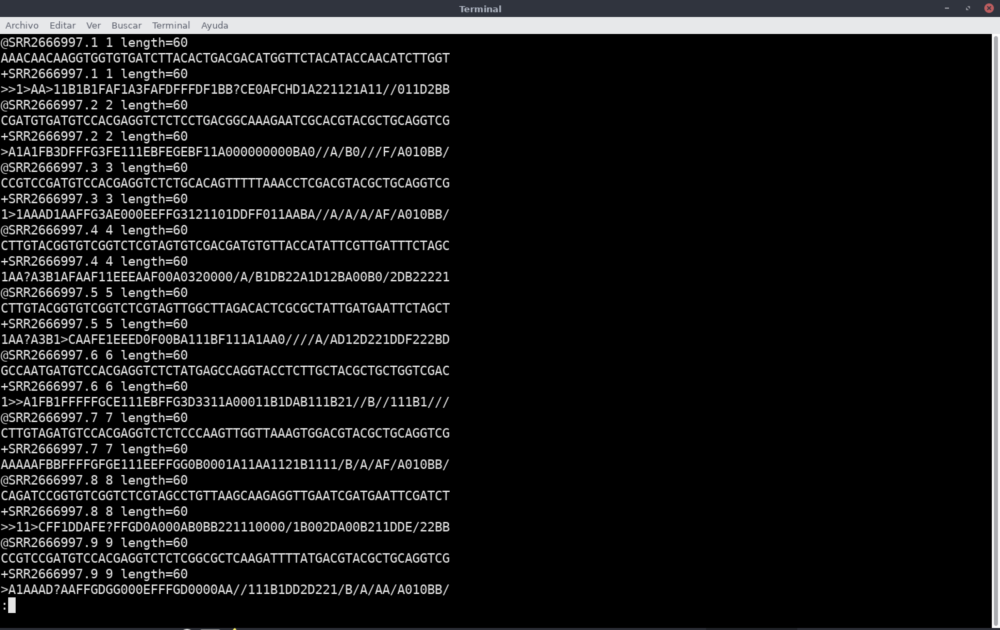 Terminal
Archivo Editar Ver Buscar Terminal Ayuda
@SRR2666997.1 1 length=60
AAACAACAAGGTGGTGTGATCTTACACTGACGACATGGTTCTACATACCAACATCTTGGT
+SRR2666997.1 1 length=60
>>1>AA>11B1B1FAF1A3FAFDFFFDF1BB?CE0AFCHD1A221121A11//011D2BB
@SRR2666997.2 2 length=60
CGATGTGATGTCCACGAGGTCTCTCCTGACGGCAAAGAATCGCACGTACGCTGCAGGTCG
+SRR2666997.2 2 length=60
>A1A1FB3DFFFG3FE111EBFEGEBF11A000000000BA0//A/B0///F/A010BB/
@SRR2666997.3 3 length=60
CCGTCCGATGTCCACGAGGTCTCTGCACAGTTTTTAAACCTCGACGTACGCTGCAGGTCG
+SRR2666997.3 3 length=60
1>1AAAD1AAFFG3AE000EEFFG3121101DDFF011AABA//A/A/A/AF/A010BB/
@SRR2666997.4 4 length=60
CTTGTACGGTGTCGGTCTCGTAGTGTCGACGATGTGTTACCATATTCGTTGATTTCTAGC
+SRR2666997.4 4 length=60
1AA?A3B1AFAAF11EEEAAF00A0320000/A/B1DB22A1D12BA00B0/2DB22221
@SRR2666997.5 5 length=60
CTTGTACGGTGTCGGTCTCGTAGTTGGCTTAGACACTCGCGCTATTGATGAATTCTAGCT
+SRR2666997.5 5 length=60
1AA?A3B1>CAAFE1EEED0F00BA111BF111A1AA0////A/AD12D221DDF222BD
@SRR2666997.6 6 length=60
GCCAATGATGTCCACGAGGTCTCTATGAGCCAGGTACCTCTTGCTACGCTGCTGGTCGAC
+SRR2666997.6 6 length=60
1>>A1FB1FFFFFGCE111EBFFG3D3311A00011B1DAB111B21//B//111B1///
@SRR2666997.7 7 length=60
CTTGTAGATGTCCACGAGGTCTCTCCCAAGTTGGTTAAAGTGGACGTACGCTGCAGGTCG
+SRR2666997.7 7 length=60
AAAAAFBBFFFFGFGE111EEFFGG0B0001A11AA1121B1111/B/A/AF/A010BB/
@SRR2666997.8 8 length=60
CAGATCCGGTGTCGGTCTCGTAGCCTGTTAAGCAAGAGGTTGAATCGATGAATTCGATCT
+SRR2666997.8 8 length=60
>>11>CFF1DDAFE?FFGD0A000AB0BB221110000/1B002DA00B211DDE/22BB
@SRR2666997.9 9 length=60
CCGTCCGATGTCCACGAGGTCTCTCGGCGCTCAAGATTTTATGACGTACGCTGCAGGTCG
+SRR2666997.9 9 length=60
>A1AAAD?AAFFGDGG000EFFFGD0000AA//111B1DD2D221/B/A/AA/A010BB/
: